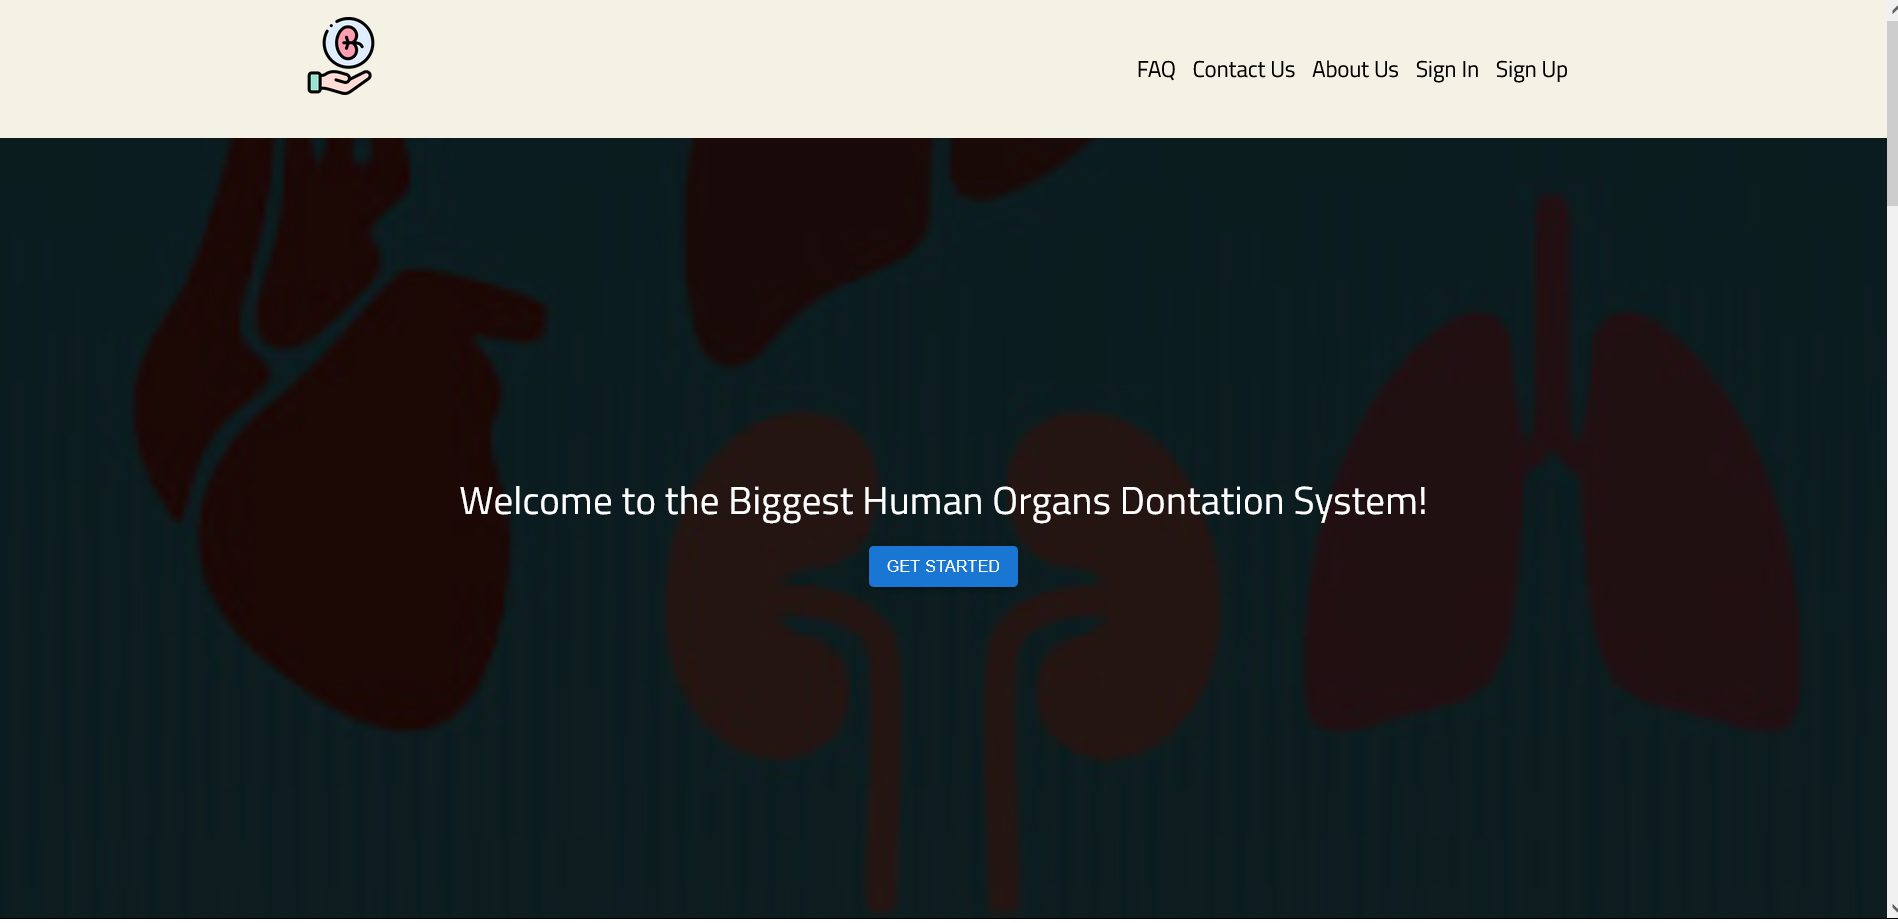 FAQ Contact Us About Us Sign In Sign Up
Welcome to the Biggest Human Organs Dontation System!
GET STARTED